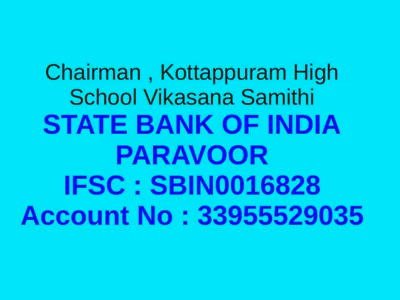 Chairman , Kottappuram High
School Vikasana Samithi
STATE BANK OF INDIA
PARAVOOR
IFSC : SBIN0016828
Account No : 33955529035